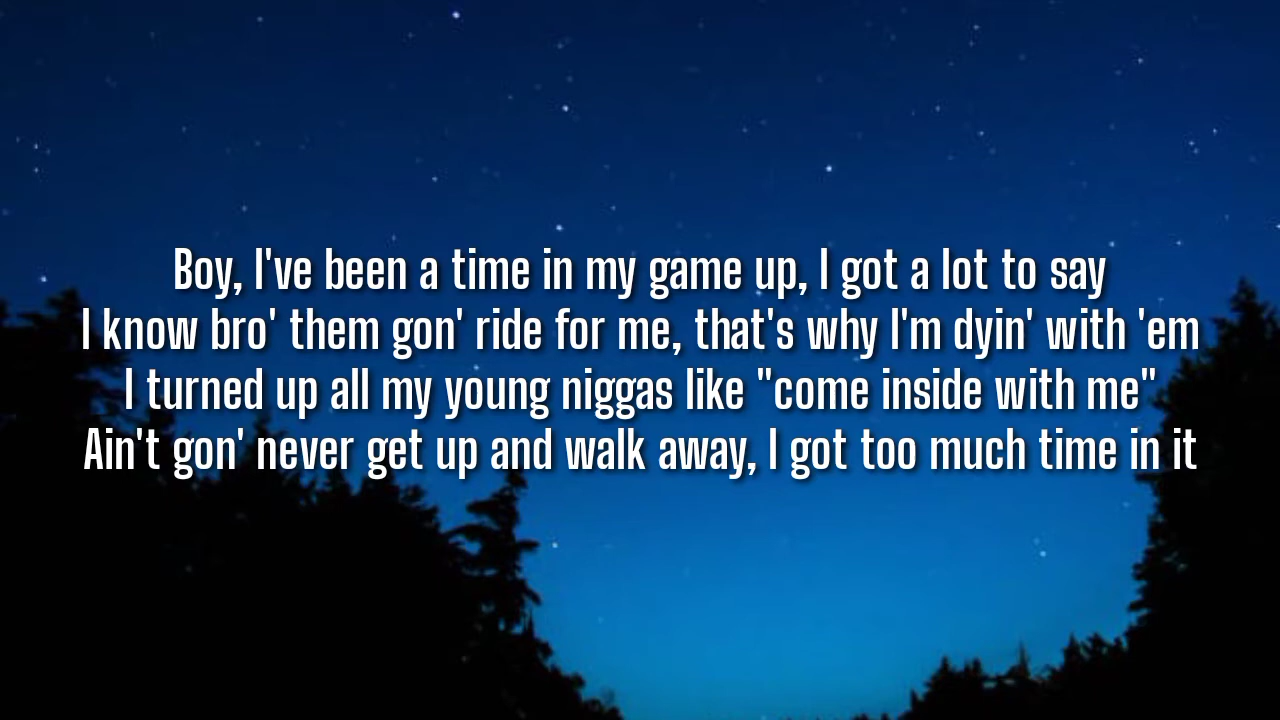 Boy, I've been a time in my game up, I got a lot to say
I know bro' them gon' ride for me, that's why I'm dyin' with 'em
I turned up all my young niggas like "come inside with me"
Ain't gon' never get up and walk away, I got too much time in it